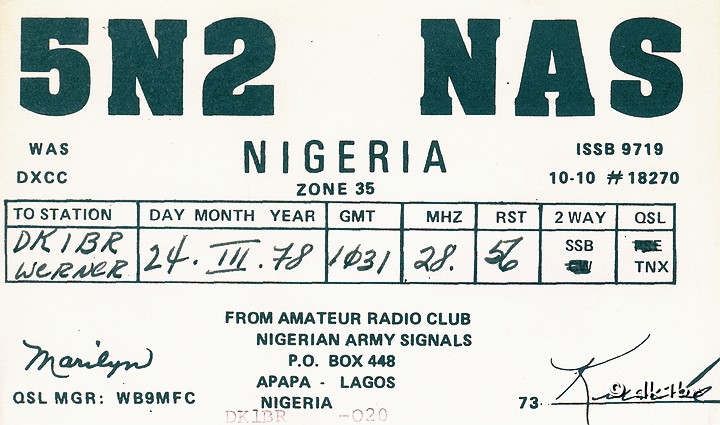 5N2 NAS
WAS NIGERIA ISSB 9719
DXCC ZONE 35 10-10 #18270
TO STATION DAY MONTH YEAR GMT MHZ RST 2 WAY QSL
DK1BR 24. III. 78 1031 28. 56 SSB PSE
WERNER CW TNX
FROM AMATEUR RADIO CLUB
NIGERIAN ARMY SIGNALS
Marilyn P.O. BOX 448
APAPA - LAGOS
QSL MGR: WB9MFC NIGERIA 73
DK1BR -020